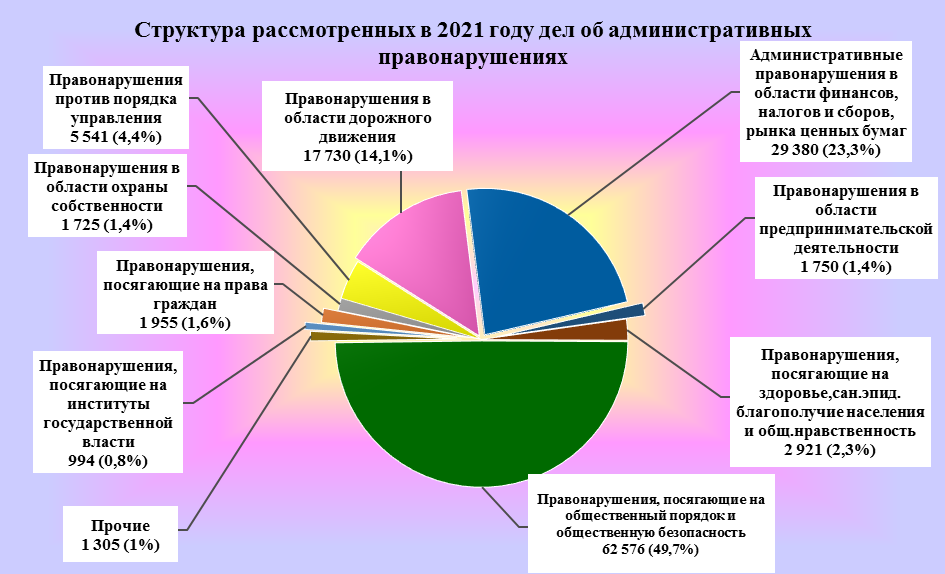 Структура рассмотренных в 2021 году дел об административных
правонарушениях
Правонарушения
против порядка
управления
5 541 (4,4%)
Правонарушения в
области дорожного
движения
17 730 (14,1%)
Административные
правонарушения в
области финансов,
налогов и сборов,
рынка ценных бумаг
29 380 (23,3%)
Правонарушения в
области охраны
собственности
1 725 (1,4%)
Правонарушения в
области
предпринимательской
деятельности
1 750 (1,4%)
Правонарушения,
посягающие на права
граждан
1 955 (1,6%)
Правонарушения,
посягающие на
институты
государственной
власти
994 (0,8%)
Правонарушения,
посягающие на
здоровье,сан.эпид.
благополучие населения
и общ.нравственность
2 921 (2,3%)
Прочие
1 305 (1%)
Правонарушения, посягающие на
общественный порядок и
общественную безопасность
62 576 (49,7%)